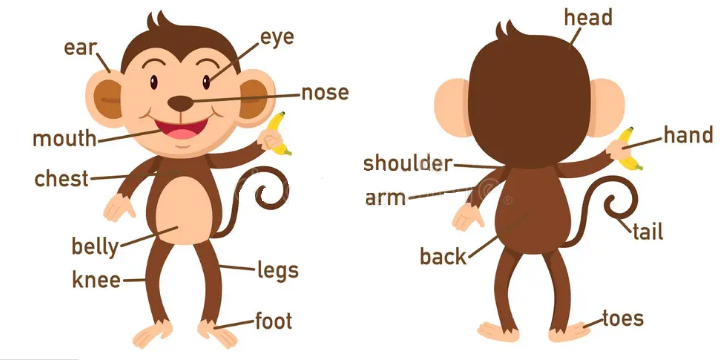 ear
eye
nose
mouth
chest
belly
knee
legs
foot
head
hand
shoulder
arm
tail
back
toes